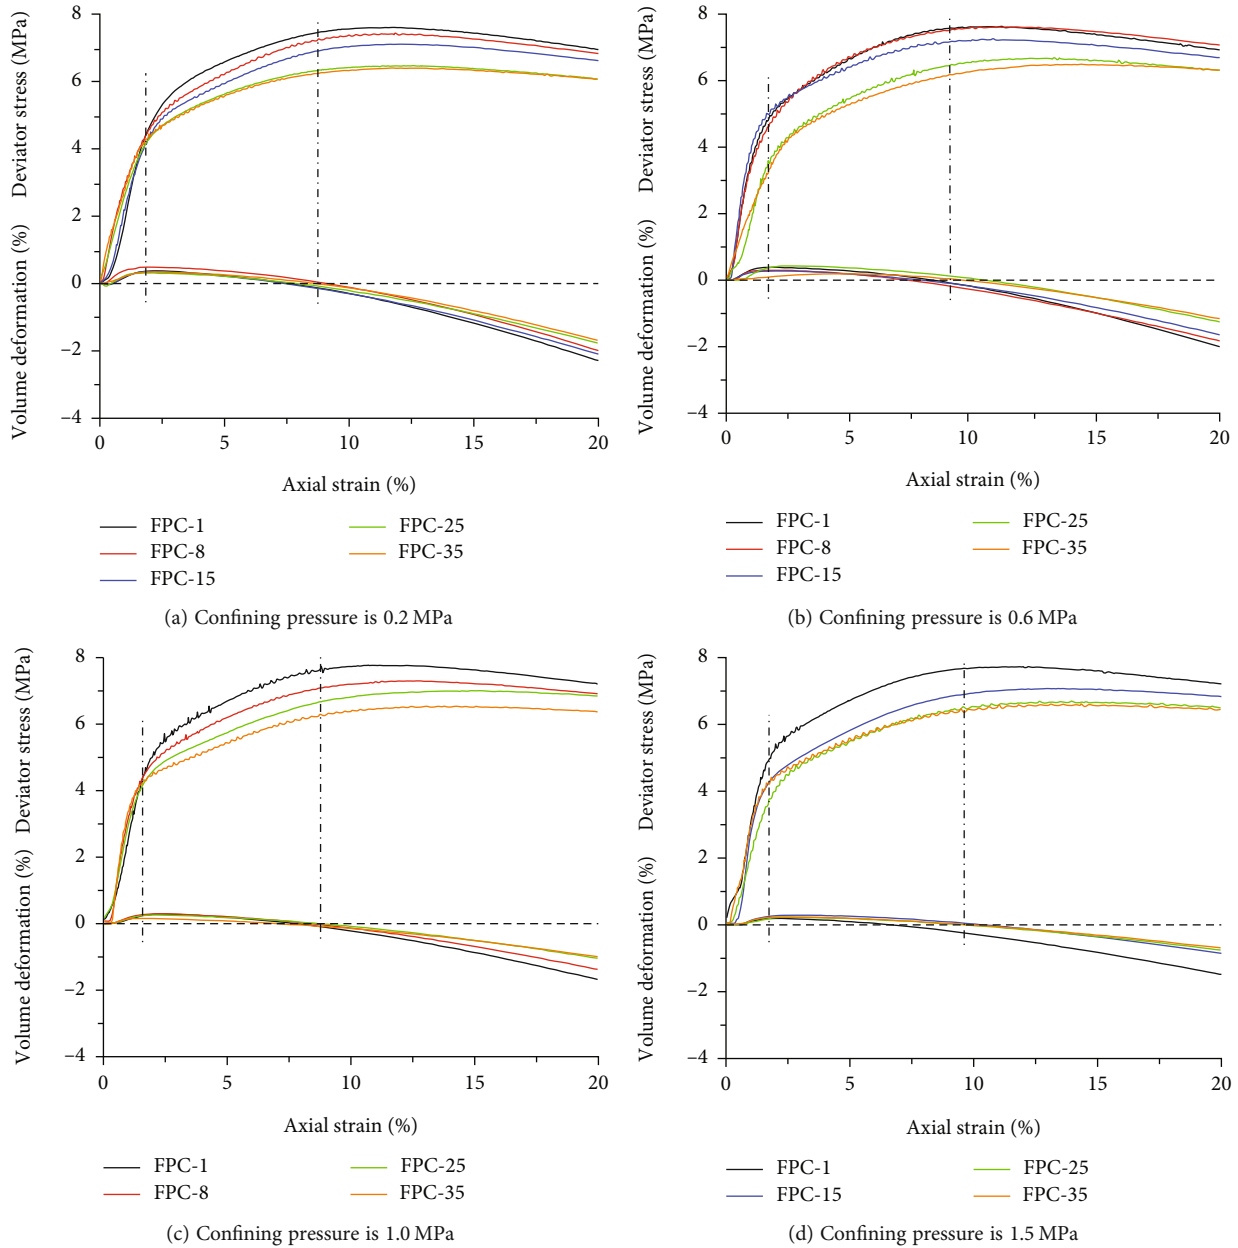 8
6
4
2
0
−2
−4
Deviator stress (MPa)
Volume deformation (%)
0
5
10
15
20
Axial strain (%)
FPC-1
FPC-8
FPC-15
FPC-25
FPC-35
(a) Confining pressure is 0.2 MPa
8
6
4
2
0
−2
−4
Deviator stress (MPa)
Volume deformation (%)
0
5
10
15
20
Axial strain (%)
FPC-1
FPC-8
FPC-15
FPC-25
FPC-35
(b) Confining pressure is 0.6 MPa
8
6
4
2
0
−2
−4
Deviator stress (MPa)
Volume deformation (%)
0
5
10
15
20
Axial strain (%)
FPC-1
FPC-8
FPC-25
FPC-35
(c) Confining pressure is 1.0 MPa
8
6
4
2
0
−2
−4
Deviator stress (MPa)
Volume deformation (%)
0
5
10
15
20
Axial strain (%)
FPC-1
FPC-15
FPC-25
FPC-35
(d) Confining pressure is 1.5 MPa